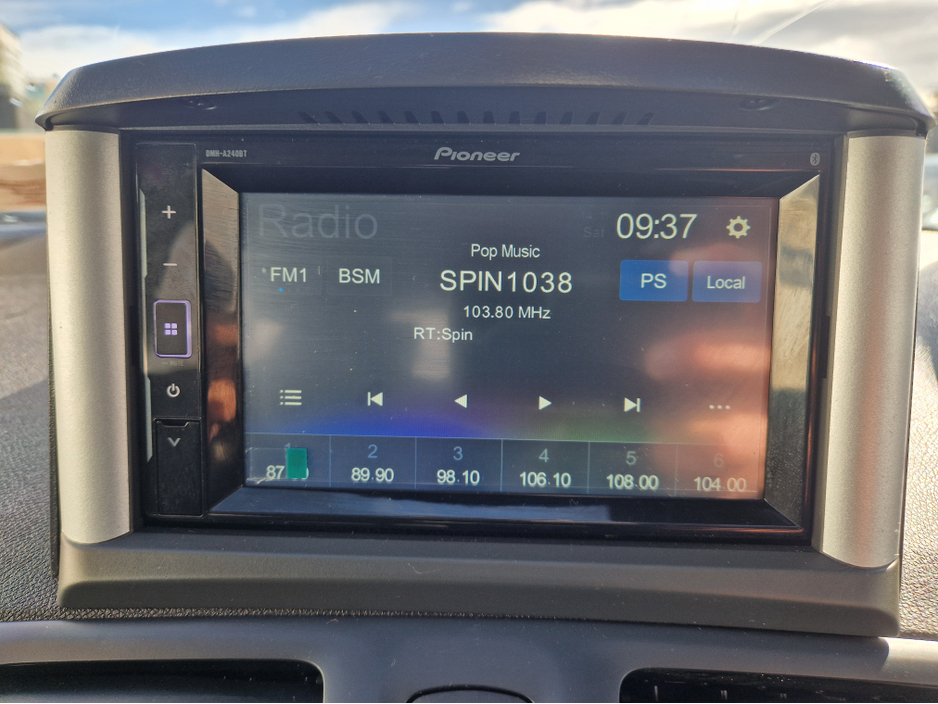 DMH-A240BT
Pioneer
Radio
Sat
09:37
Pop Music
FM1
BSM
SPIN1038
PS
Local
103.80 MHz
RT:Spin
1
2
3
4
5
6
89.90
98.10
106.10
108.00
104.00